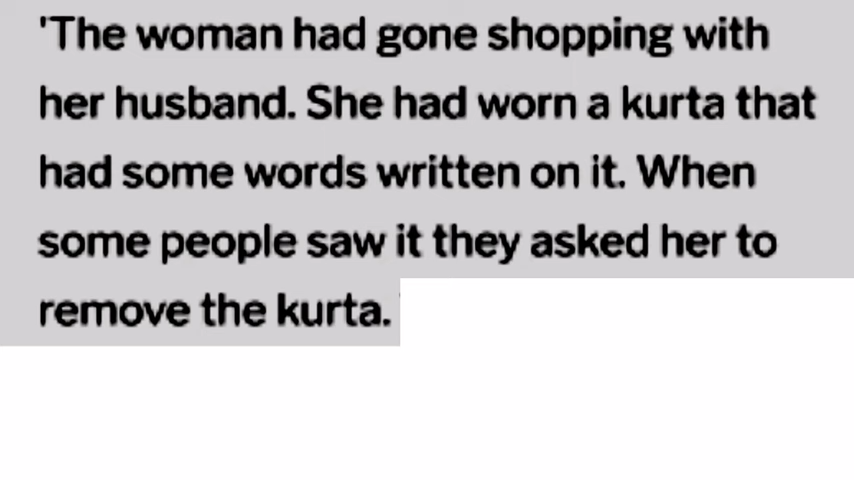 'The woman had gone shopping with
her husband. She had worn a kurta that
had some words written on it. When
some people saw it they asked her to
remove the kurta.